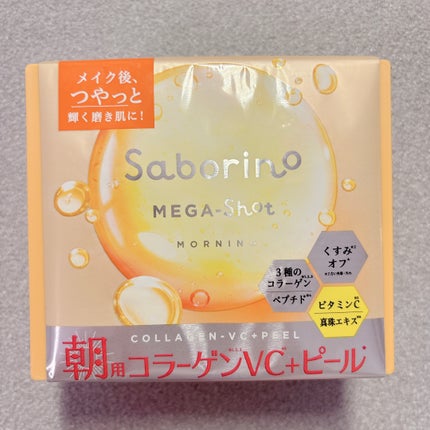 メイク後、
つやっと
輝く磨き肌に!
Saborino
MEGA-Shot
MORNIN
くすみ
オフ
3種の
コラーゲン
ペプチド
ビタミンC
真珠エキス
COLLAGEN-VC+PEEL
朝用コラーゲンVC+ピール